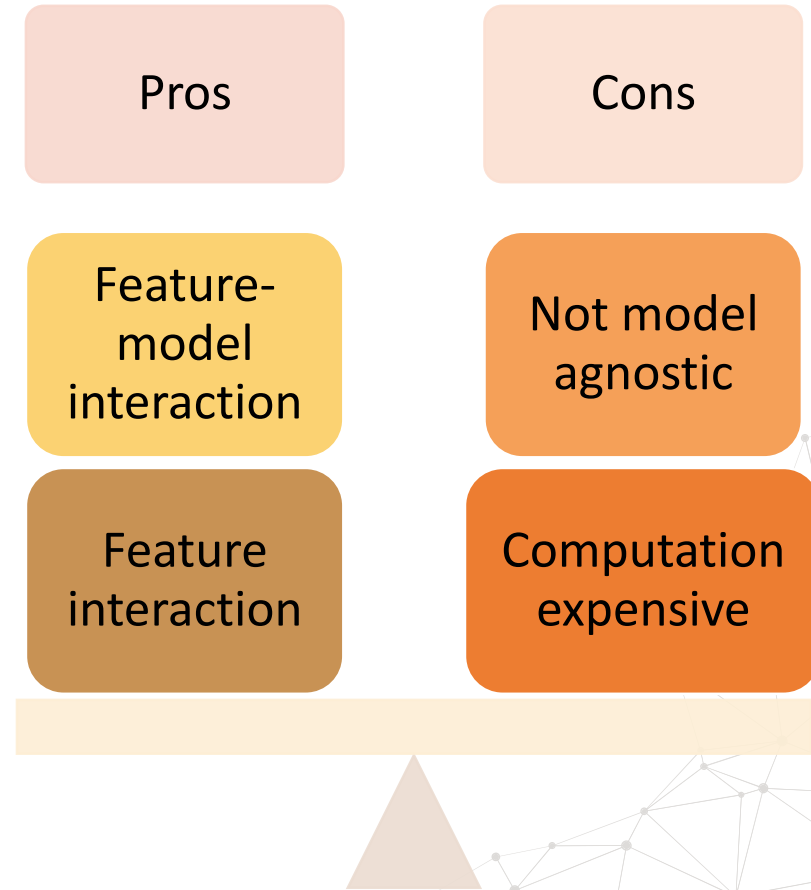 Pros
Cons
Feature-
model
interaction
Not model
agnostic
Feature
interaction
Computation
expensive